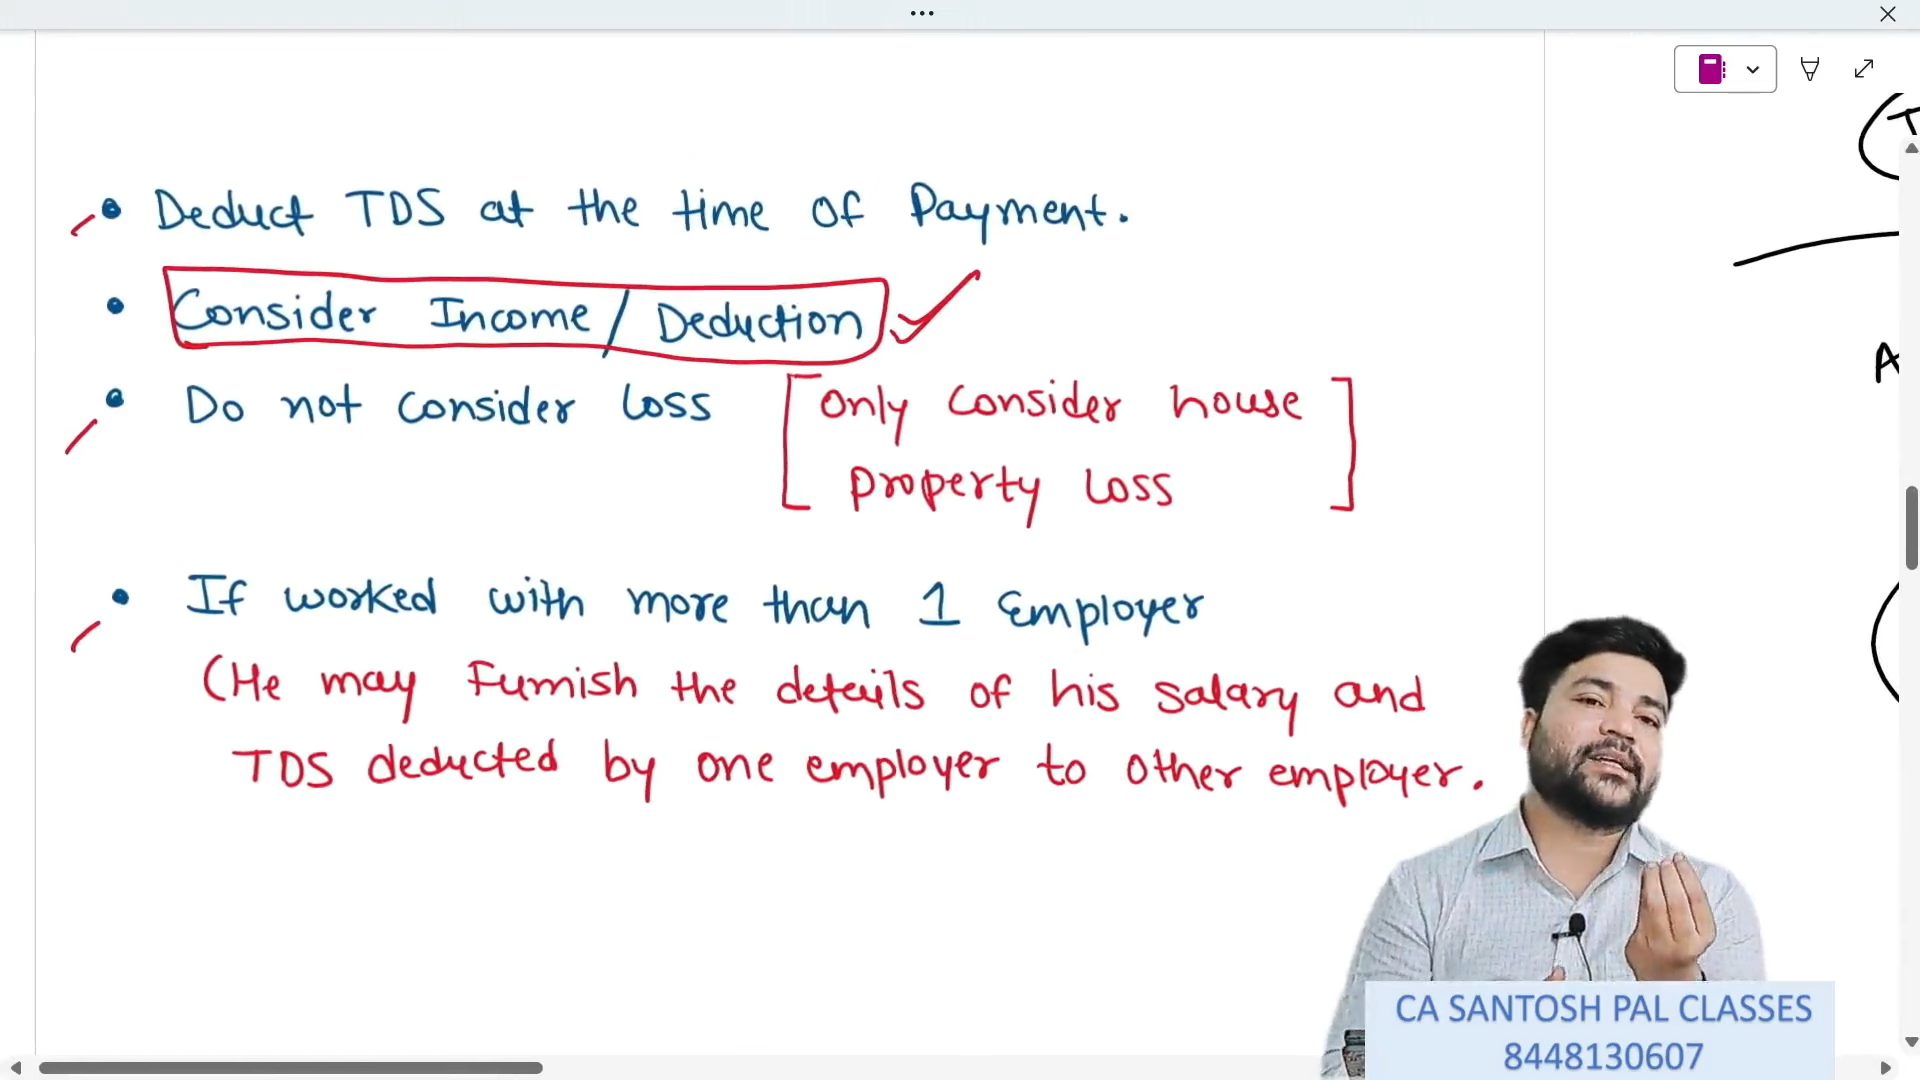 Deduct TDS at the time of Payment.
Consider Income / Deduction
Do not consider loss [only consider house
property loss]
If worked with more than 1 Employer
(He may Furnish the details of his salary and
TDS deducted by one employer to other employer.
CA SANTOSH PAL CLASSES
8448130607